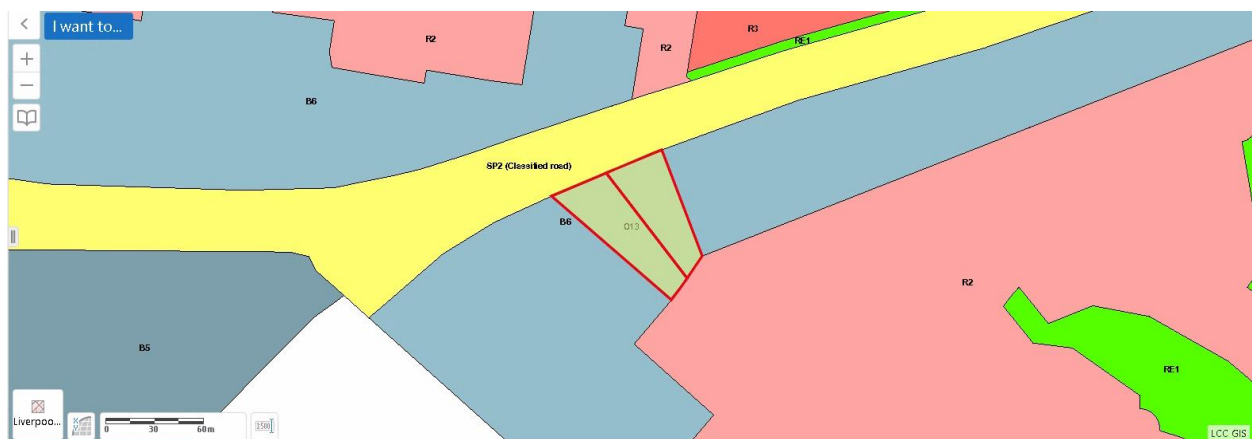 I want to...
R2
R3
RE1
R2
B6
SP2 (Classified road)
B6
013
R2
B5
RE1
Liverpoo...
0 30 60m
1500
LCC GIS